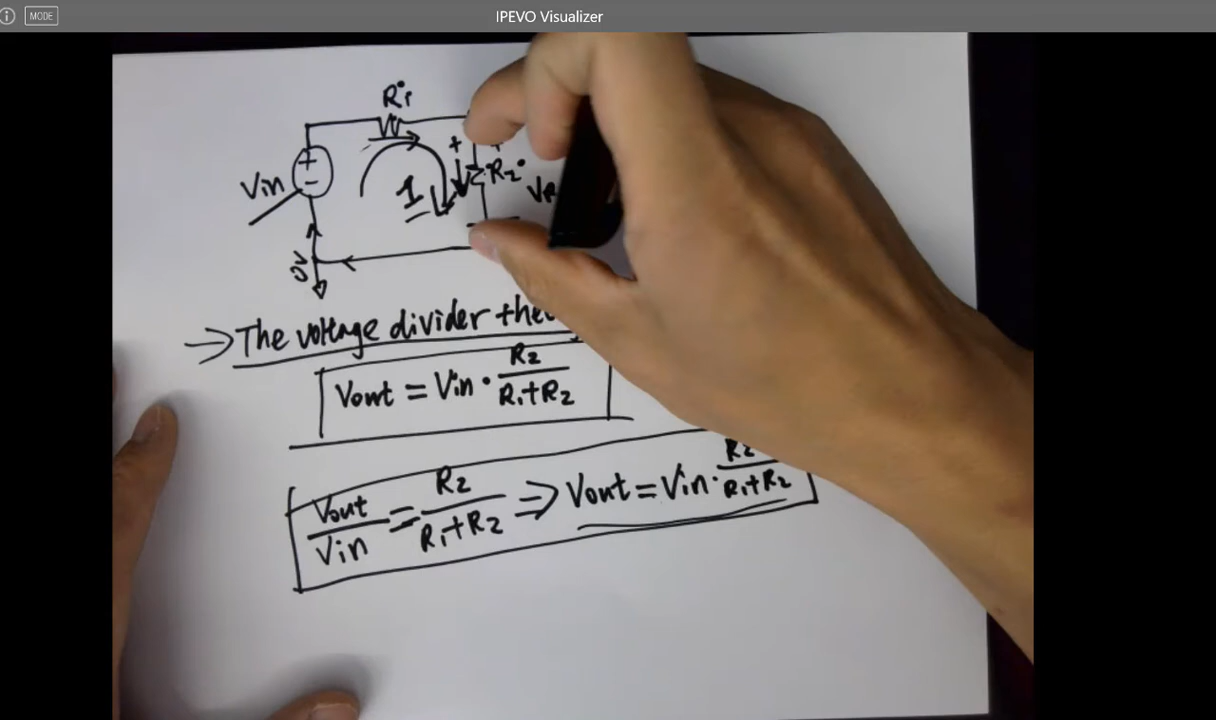 MODE
IPEVO Visualizer
R1
+
+
-
Vin
I
R2
0V
⇒ The voltage divider
Vout = Vin · R2 / R1+R2
Vout / Vin = R2 / R1+R2 ⇒ Vout = Vin · R2 / R1+R2